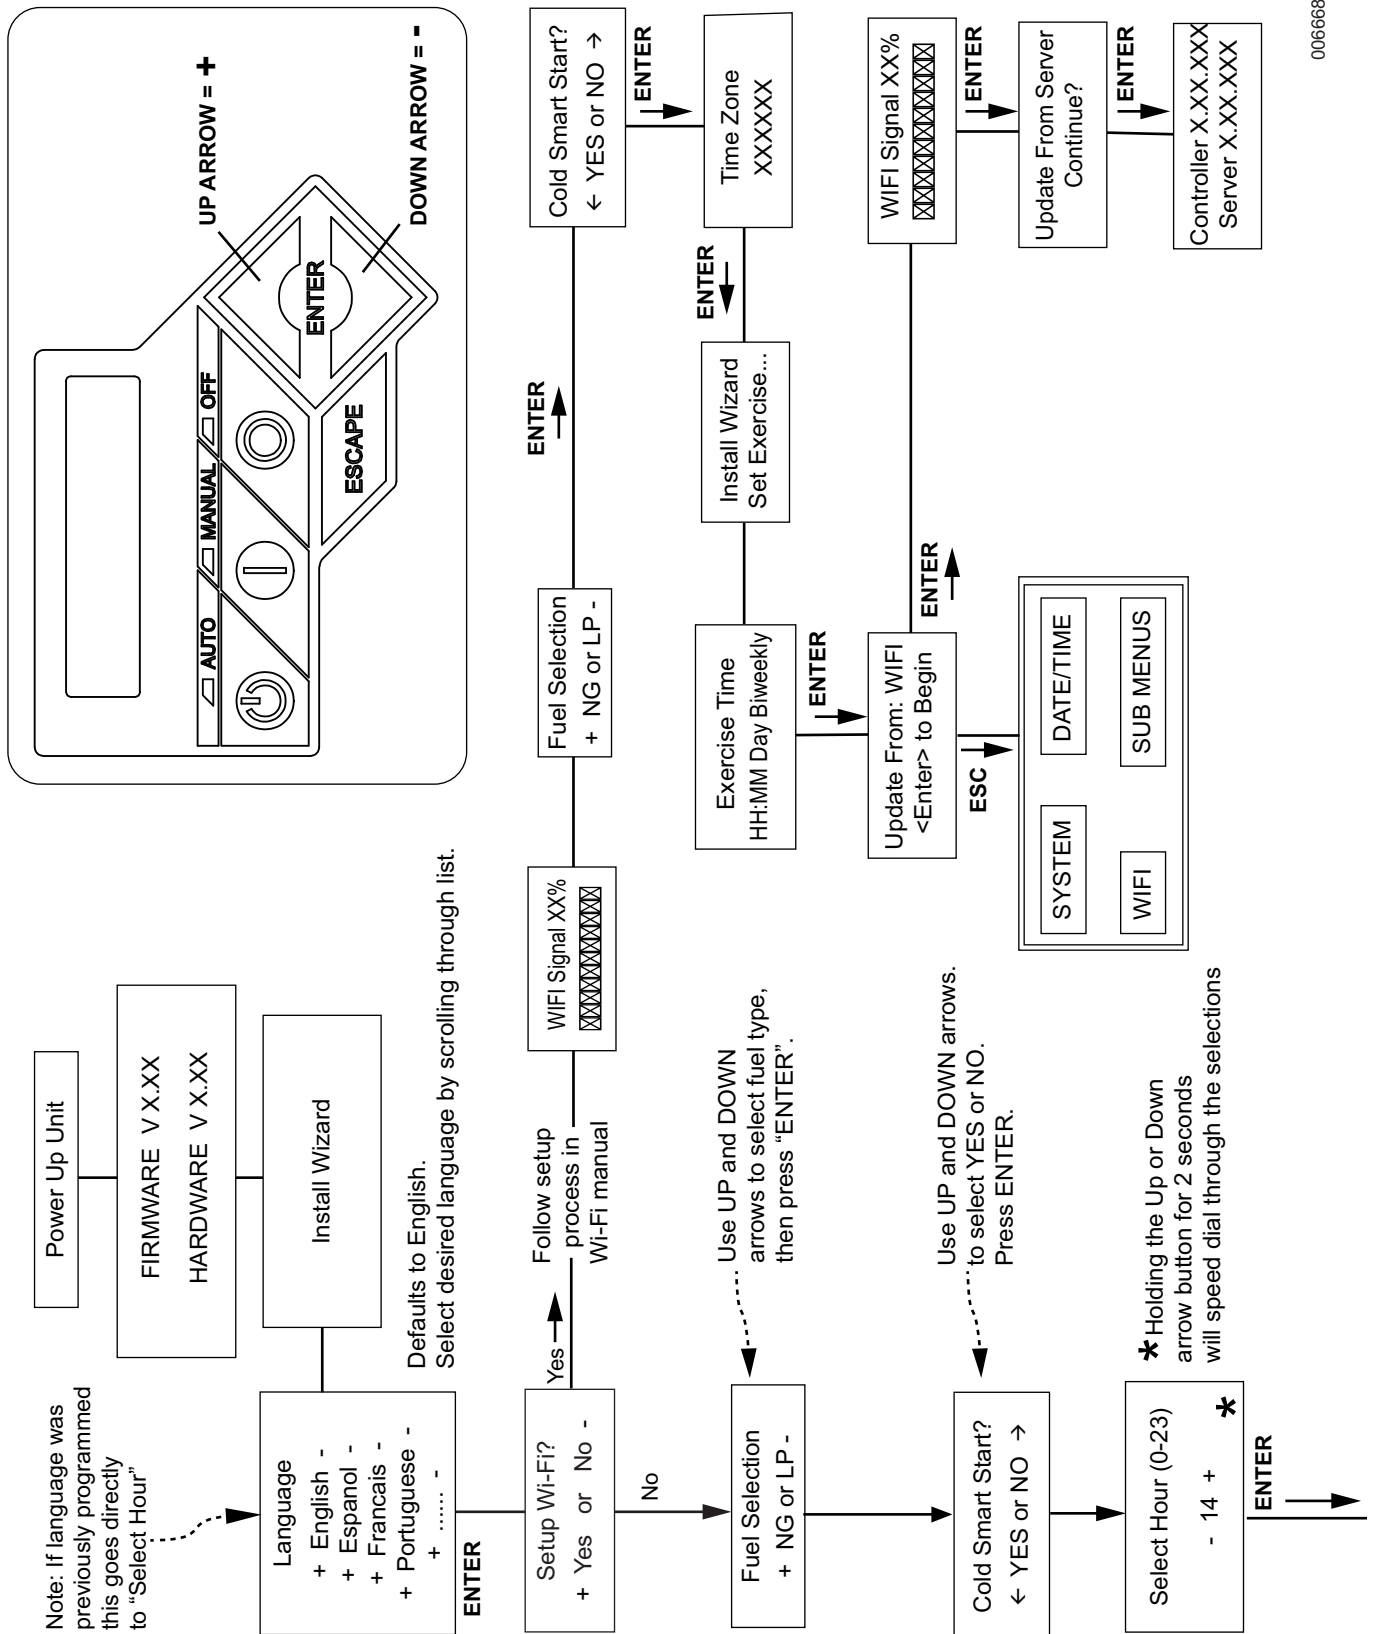 Power Up Unit
FIRMWARE V X.XX
HARDWARE V X.XX
Install Wizard
Note: If language was
previously programmed
this goes directly
to “Select Hour”
Language
+ English -
+ Espanol -
+ Francais -
+ Portuguese -
+ ...... -
Defaults to English.
Select desired language by scrolling through list.
ENTER
Setup Wi-Fi?
+ Yes or No -
Yes
Follow setup
process in
Wi-Fi manual
WIFI Signal XX%
Fuel Selection
+ NG or LP -
ENTER
Cold Smart Start?
← YES or NO →
ENTER
Time Zone
XXXXXX
ENTER
Install Wizard
Set Exercise...
Exercise Time
HH:MM Day Biweekly
ENTER
Update From: WIFI
<Enter> to Begin
ENTER
WIFI Signal XX%
ENTER
Update From Server
Continue?
ENTER
Controller X.XX.XXX
Server X.XX.XXX
ESC
SYSTEM
DATE/TIME
WIFI
SUB MENUS
No
Fuel Selection
+ NG or LP -
Use UP and DOWN
arrows to select fuel type,
then press “ENTER”.
Cold Smart Start?
← YES or NO →
Use UP and DOWN arrows.
to select YES or NO.
Press ENTER.
Select Hour (0-23)
- 14 +
*
*Holding the Up or Down
arrow button for 2 seconds
will speed dial through the selections
ENTER
AUTO
MANUAL
OFF
ESCAPE
ENTER
UP ARROW = +
DOWN ARROW = -
006668